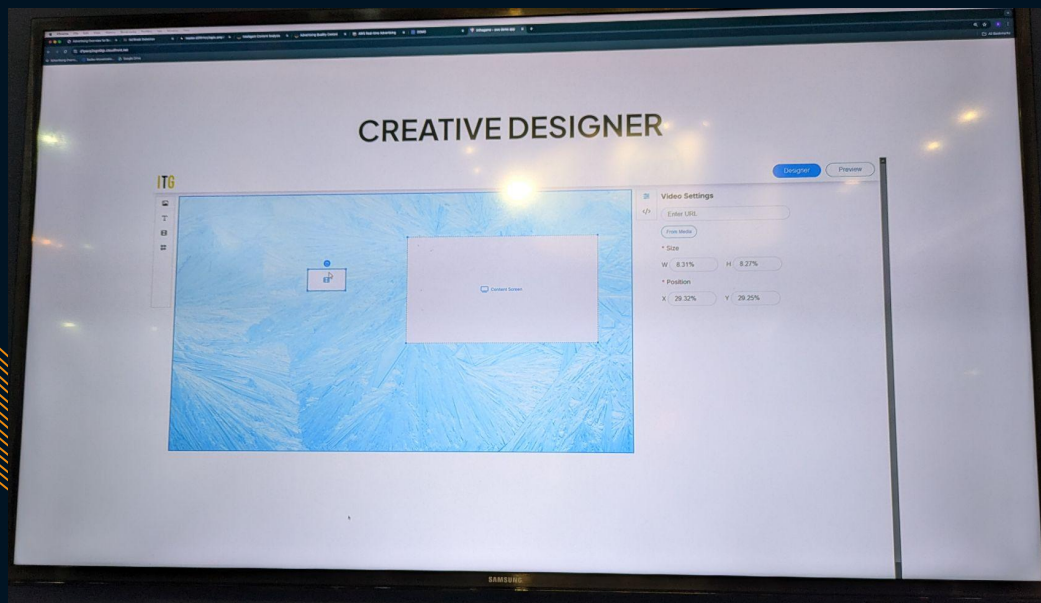 CREATIVE DESIGNER
ITG
Designer
Preview
Video Settings
Enter URL
From Media
* Size
W 8.31% H 8.27%
* Position
X 29.32% Y 29.25%
Content Screen
SAMSUNG